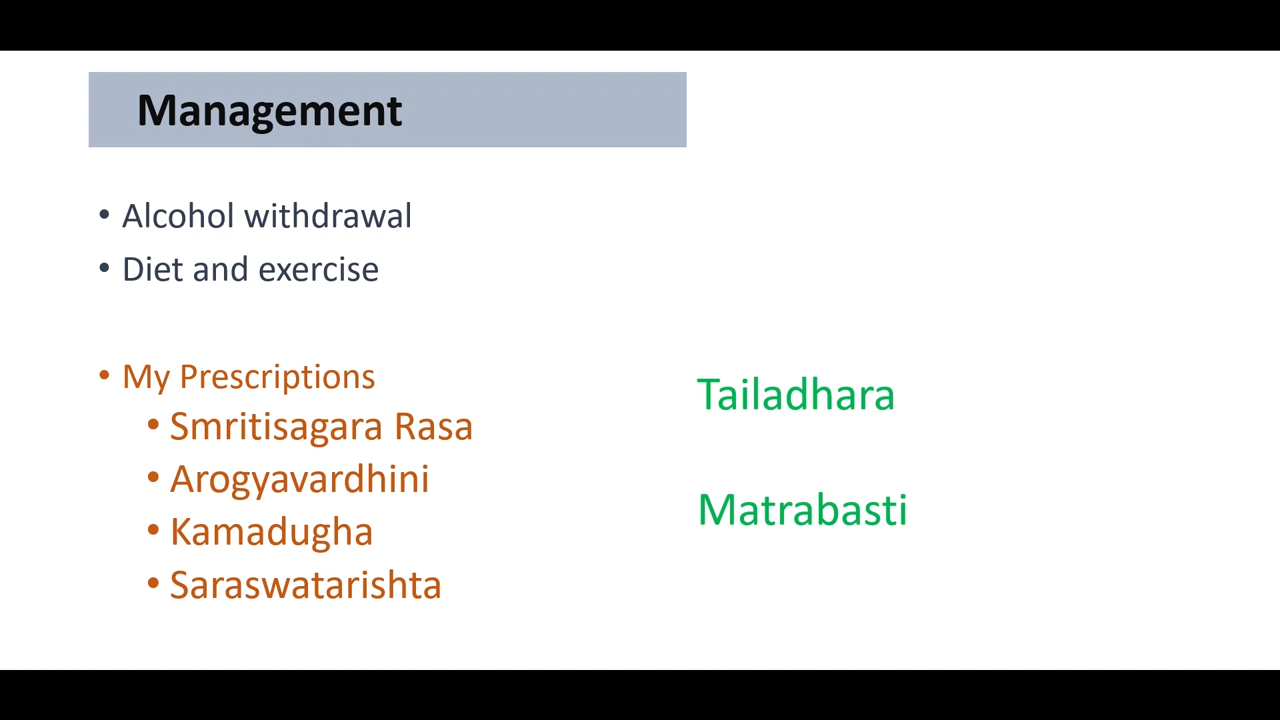 Management
• Alcohol withdrawal
• Diet and exercise
• My Prescriptions
• Smritisagara Rasa
• Arogyavardhini
• Kamadugha
• Saraswatarishta
Tailadhara
Matrabasti